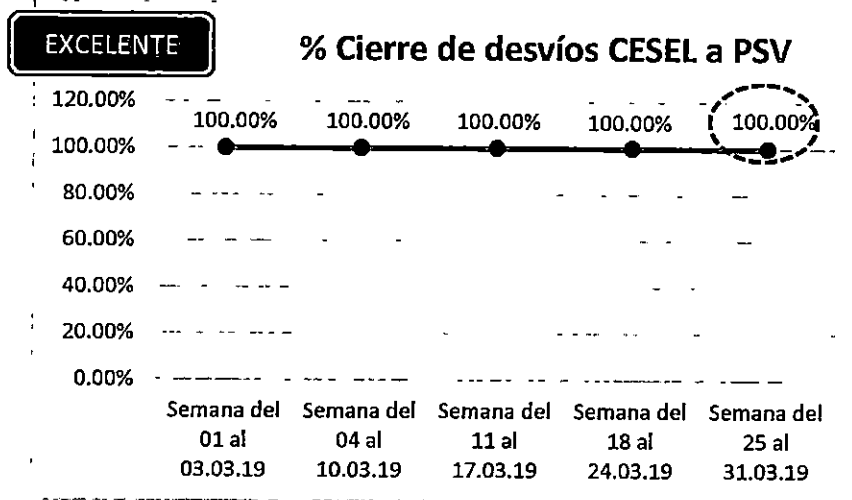 EXCELENTE
% Cierre de desvíos CESEL a PSV
120.00%
100.00% 100.00% 100.00% 100.00% 100.00%
100.00%
80.00%
60.00%
40.00%
20.00%
0.00%
Semana del Semana del Semana del Semana del Semana del
01 al 04 al 11 al 18 al 25 al
03.03.19 10.03.19 17.03.19 24.03.19 31.03.19